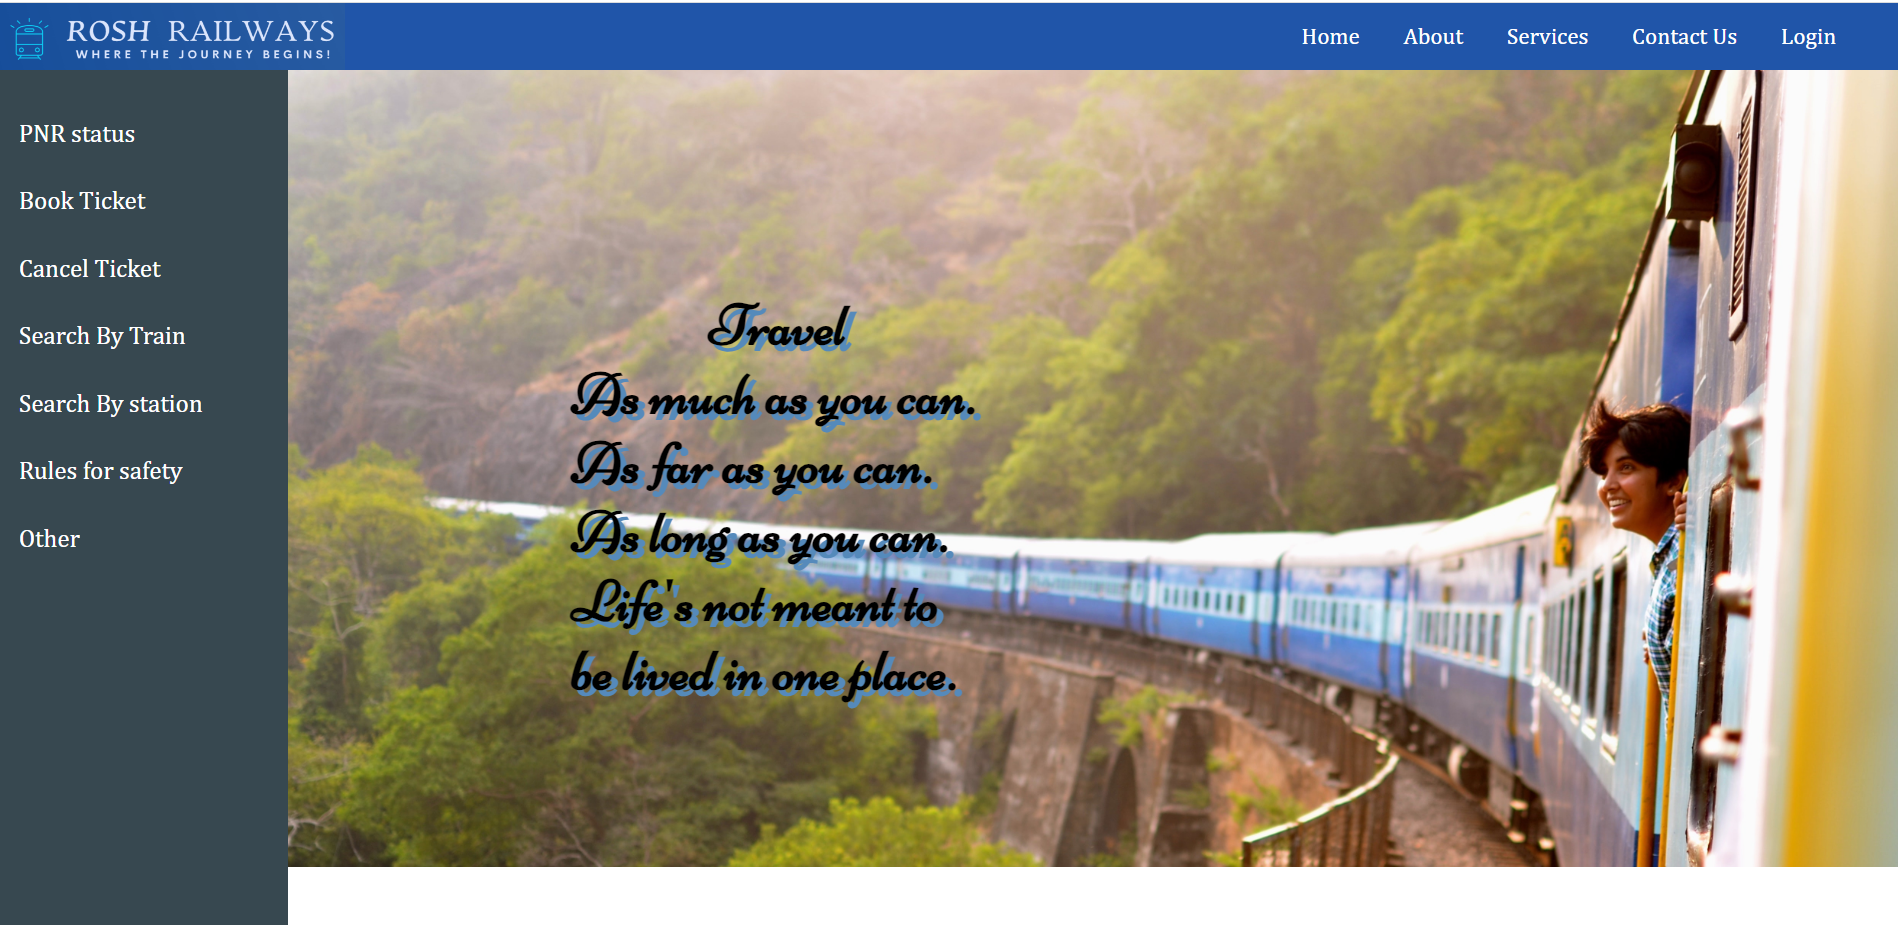 ROSH RAILWAYS
WHERE THE JOURNEY BEGINS!
Home About Services Contact Us Login
PNR status
Book Ticket
Cancel Ticket
Search By Train
Search By station
Rules for safety
Other
Travel
As much as you can.
As far as you can.
As long as you can.
Life's not meant to
be lived in one place.